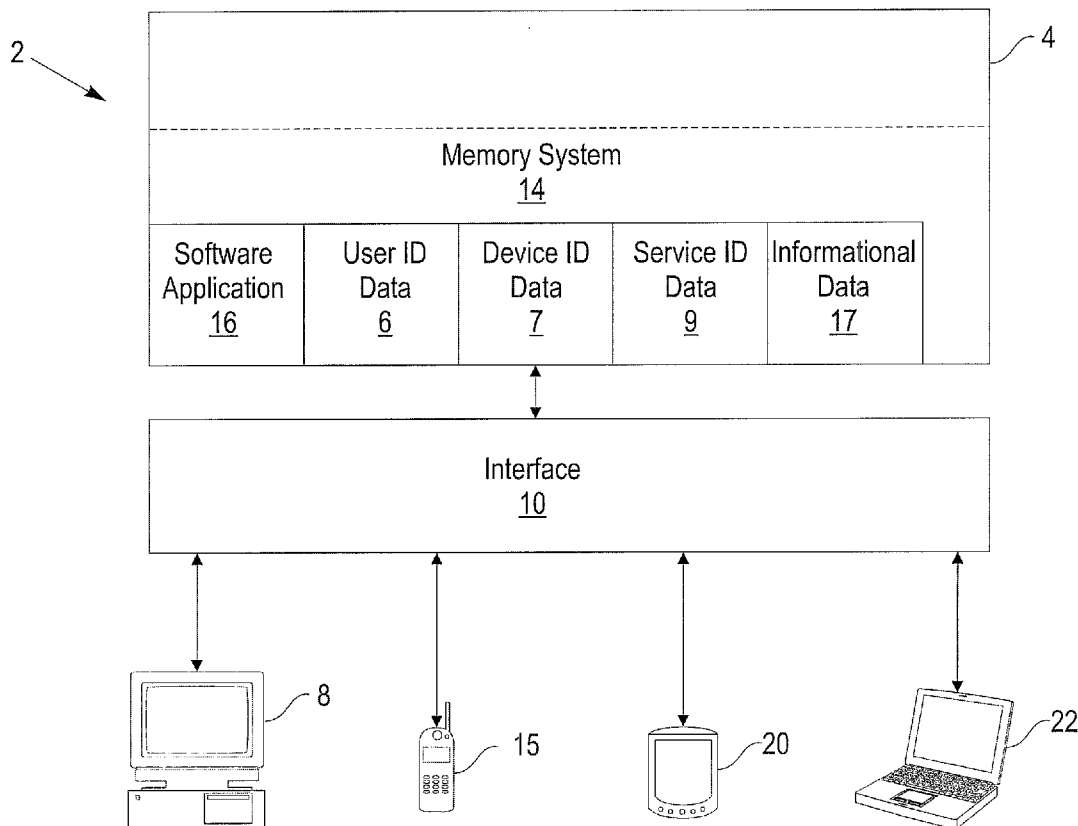 2
4
Memory System
14
Software
Application
16
User ID
Data
6
Device ID
Data
7
Service ID
Data
9
Informational
Data
17
Interface
10
8
15
20
22